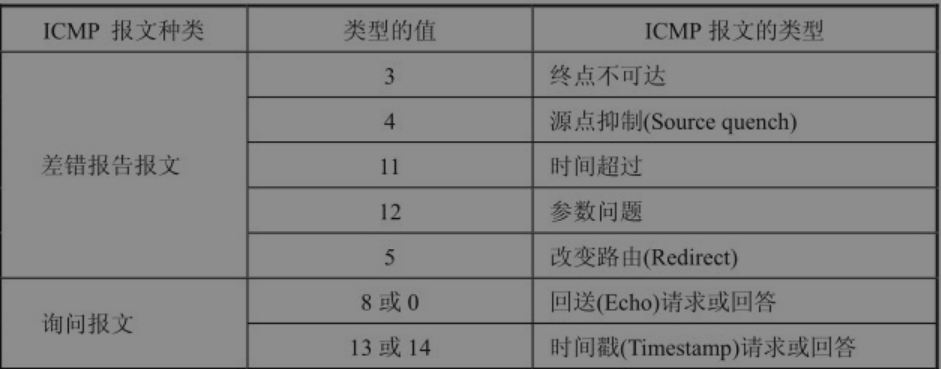 ICMP 报文种类 类型的值 ICMP 报文的类型
差错报告报文
3 终点不可达
4 源点抑制(Source quench)
11 时间超过
12 参数问题
5 改变路由(Redirect)
询问报文
8 或 0 回送(Echo)请求或回答
13 或 14 时间戳(Timestamp)请求或回答